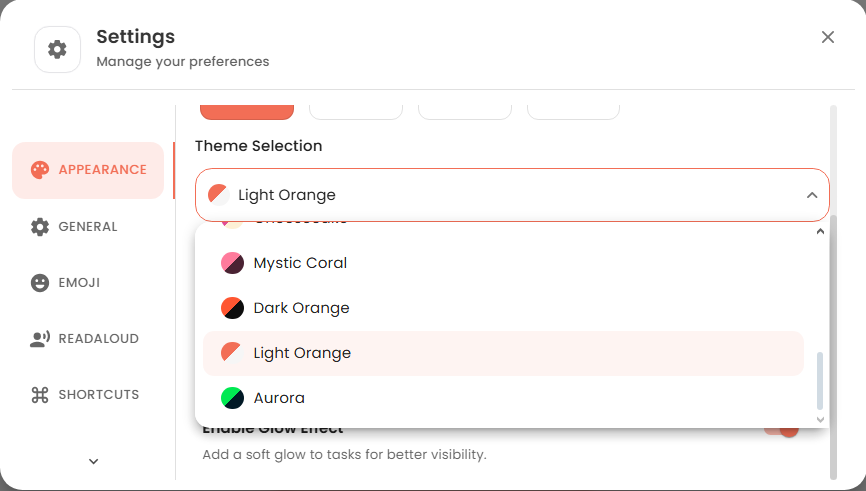 Settings
Manage your preferences
APPEARANCE
GENERAL
EMOJI
READALOUD
SHORTCUTS
Theme Selection
Light Orange
Mystic Coral
Dark Orange
Light Orange
Aurora
Enable Glow Effect
Add a soft glow to tasks for better visibility.